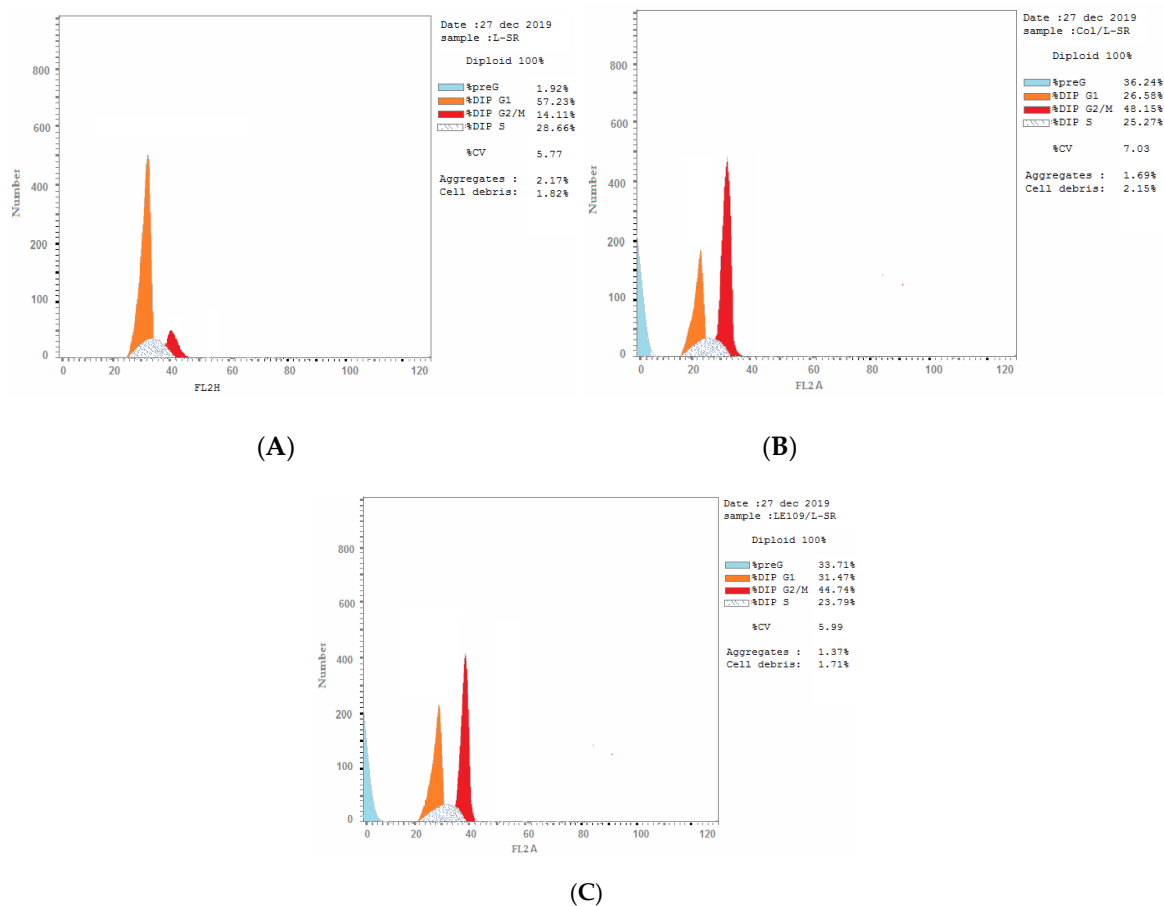 Date :27 dec 2019
sample :L-SR
Diploid 100%
%preG 1.92%
%DIP G1 57.23%
%DIP G2/M 14.11%
%DIP S 28.66%
%CV 5.77
Aggregates : 2.17%
Cell debris: 1.82%
Number
800
600
400
200
100
0
0 20 40 60 80 100 120
FL2H
(A)
Date :27 dec 2019
sample :Col/L-SR
Diploid 100%
%preG 36.24%
%DIP G1 26.58%
%DIP G2/M 48.15%
%DIP S 25.27%
%CV 7.03
Aggregates : 1.69%
Cell debris: 2.15%
Number
800
600
400
200
100
0
0 20 40 60 80 100 120
FL2A
(B)
Date :27 dec 2019
sample :LE109/L-SR
Diploid 100%
%preG 33.71%
%DIP G1 31.47%
%DIP G2/M 44.74%
%DIP S 23.79%
%CV 5.99
Aggregates : 1.37%
Cell debris: 1.71%
Number
800
600
400
200
100
0
0 20 40 60 80 100 120
FL2A
(C)